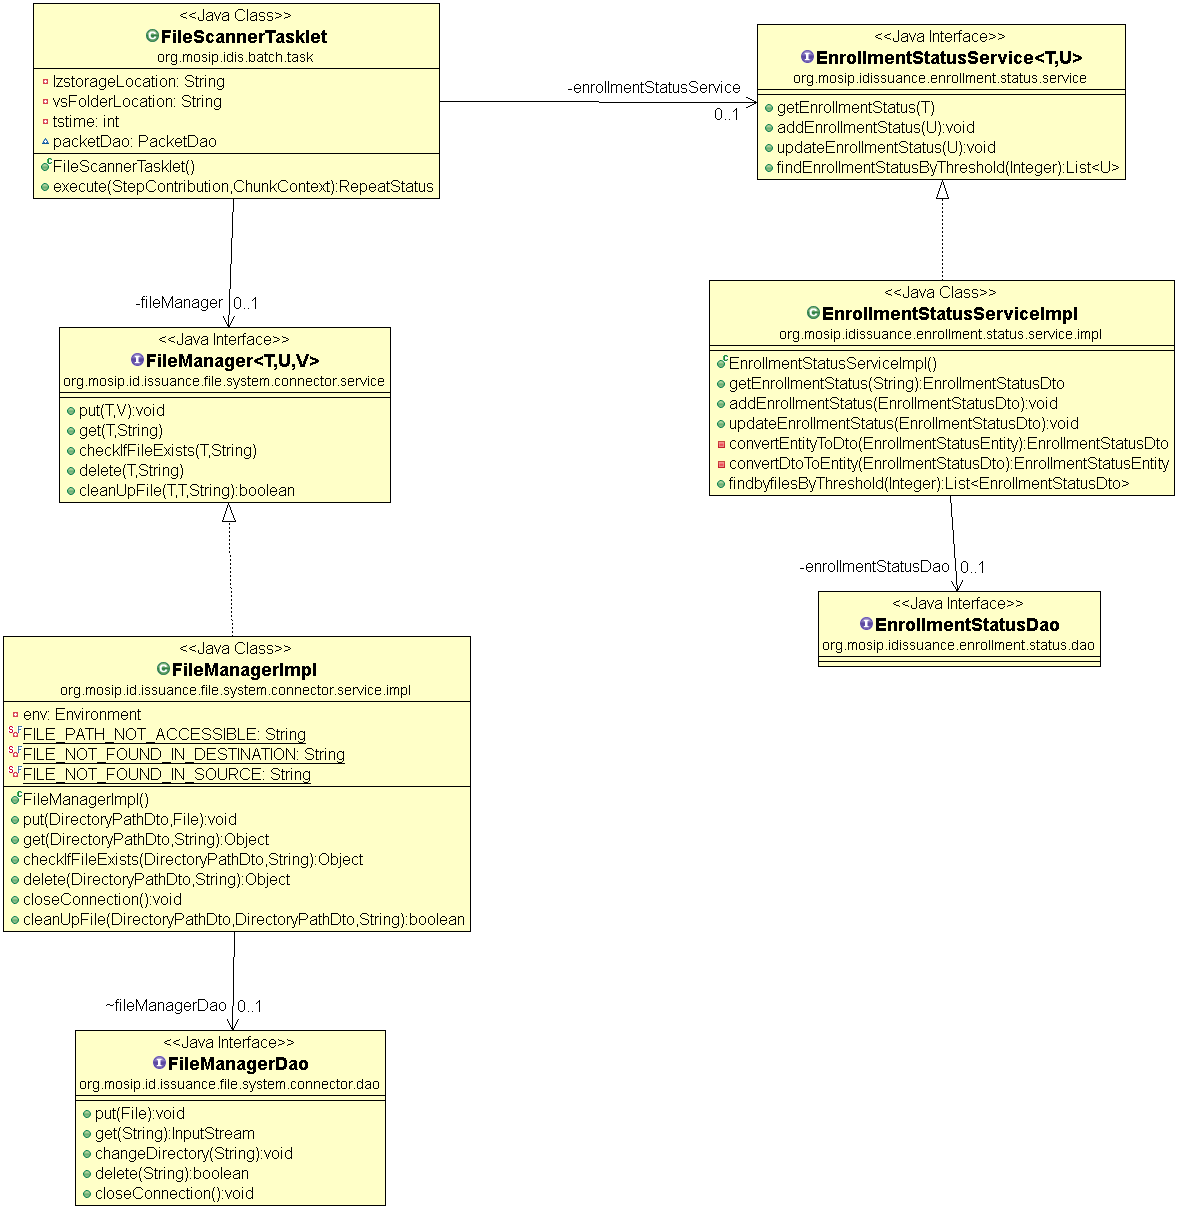 <<Java Class>>
FileScannerTasklet
org.mosip.idis.batch.task
lzstorageLocation: String
vsFolderLocation: String
tstime: int
packetDao: PacketDao
FileScannerTasklet()
execute(StepContribution,ChunkContext):RepeatStatus
-enrollmentStatusService
0..1
<<Java Interface>>
EnrollmentStatusService<T,U>
org.mosip.idissuance.enrollment.status.service
getEnrollmentStatus(T)
addEnrollmentStatus(U):void
updateEnrollmentStatus(U):void
findEnrollmentStatusByThreshold(Integer):List<U>
-fileManager 0..1
<<Java Interface>>
FileManager<T,U,V>
org.mosip.id.issuance.file.system.connector.service
put(T,V):void
get(T,String)
checkIfFileExists(T,String)
delete(T,String)
cleanUpFile(T,T,String):boolean
<<Java Class>>
EnrollmentStatusServiceImpl
org.mosip.idissuance.enrollment.status.service.impl
EnrollmentStatusServiceImpl()
getEnrollmentStatus(String):EnrollmentStatusDto
addEnrollmentStatus(EnrollmentStatusDto):void
updateEnrollmentStatus(EnrollmentStatusDto):void
convertEntityToDto(EnrollmentStatusEntity):EnrollmentStatusDto
convertDtoToEntity(EnrollmentStatusDto):EnrollmentStatusEntity
findbyfilesByThreshold(Integer):List<EnrollmentStatusDto>
-enrollmentStatusDao 0..1
<<Java Interface>>
EnrollmentStatusDao
org.mosip.idissuance.enrollment.status.dao
<<Java Class>>
FileManagerImpl
org.mosip.id.issuance.file.system.connector.service.impl
env: Environment
FILE_PATH_NOT_ACCESSIBLE: String
FILE_NOT_FOUND_IN_DESTINATION: String
FILE_NOT_FOUND_IN_SOURCE: String
FileManagerImpl()
put(DirectoryPathDto,File):void
get(DirectoryPathDto,String):Object
checkIfFileExists(DirectoryPathDto,String):Object
delete(DirectoryPathDto,String):Object
closeConnection():void
cleanUpFile(DirectoryPathDto,DirectoryPathDto,String):boolean
~fileManagerDao 0..1
<<Java Interface>>
FileManagerDao
org.mosip.id.issuance.file.system.connector.dao
put(File):void
get(String):InputStream
changeDirectory(String):void
delete(String):boolean
closeConnection():void